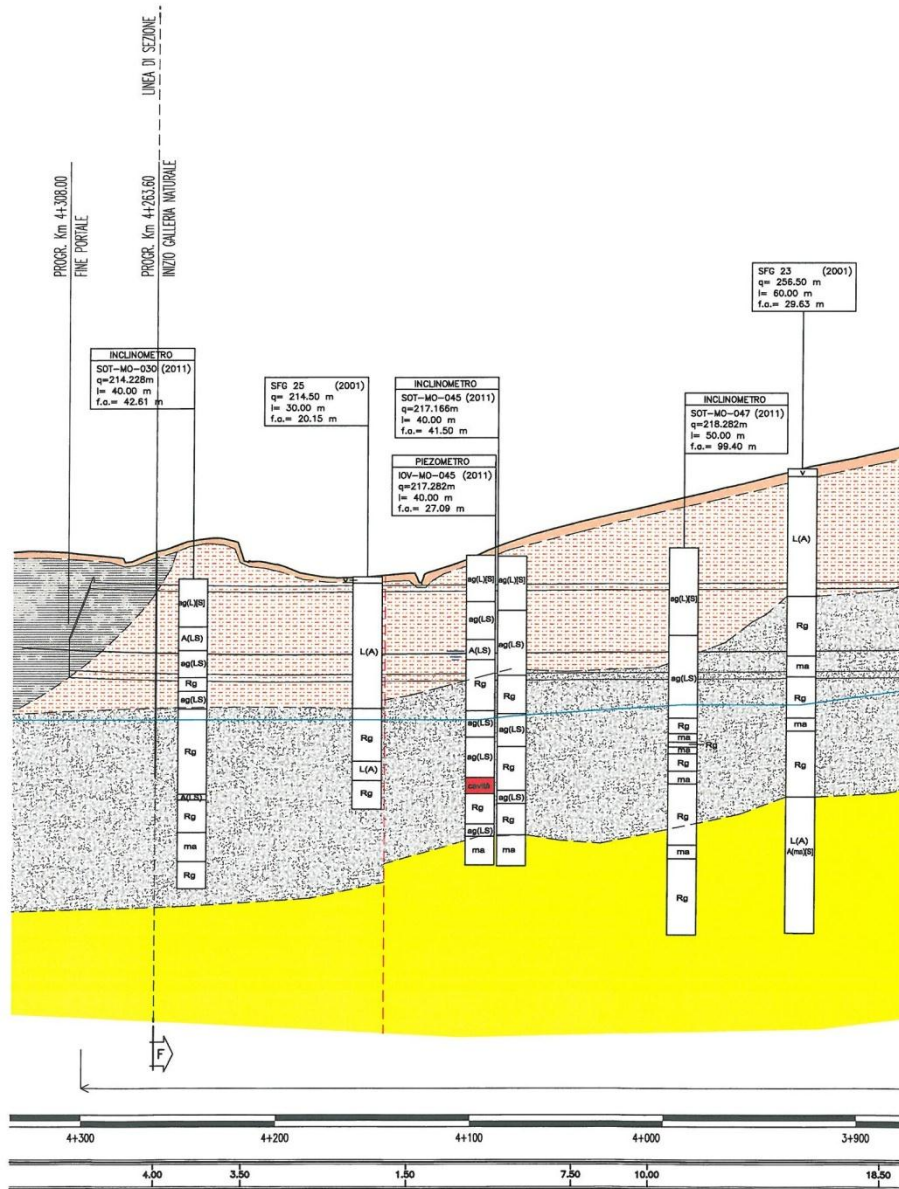 LINEA DI SEZIONE
PROGR. Km 4+308.00
FINE PORTALE
PROGR. Km 4+263.60
INIZIO GALLERIA NATURALE
SFG 23 (2001)
q= 256.50 m
l= 60.00 m
f.a.= 29.63 m
INCLINOMETRO
SOT-MO-030 (2011)
q=214.228m
l= 40.00 m
f.a.= 42.61 m
SFG 25 (2001)
q= 214.50 m
l= 30.00 m
f.a.= 20.15 m
INCLINOMETRO
SOT-MO-045 (2011)
q=217.166m
l= 40.00 m
f.a.= 41.50 m
INCLINOMETRO
SOT-MO-047 (2011)
q=218.282m
l= 50.00 m
f.a.= 99.40 m
PIEZOMETRO
IOV-MO-045 (2011)
q=217.282m
l= 40.00 m
f.a.= 27.09 m
ag(L)[S]
A(LS)
ag(LS)
Rg
ag(LS)
Rg
A(LS)
Rg
ma
Rg
v
L(A)
Rg
L(A)
Rg
ag(L)[S]
ag(LS)
A(LS)
Rg
ag(LS)
ag(LS)
cavità
Rg
ag(LS)
ma
ag(L)[S]
ag(LS)
Rg
ag(LS)
Rg
ag(LS)
Rg
ma
ag(L)[S]
ag(LS)
Rg
ma
Rg
ma
Rg
ma
Rg
ma
Rg
v
L(A)
Rg
ma
Rg
ma
Rg
L(A)
A(ma)[S]
F
4+300
4+200
4+100
4+000
3+900
4.00
3.50
1.50
7.50
10.00
18.50